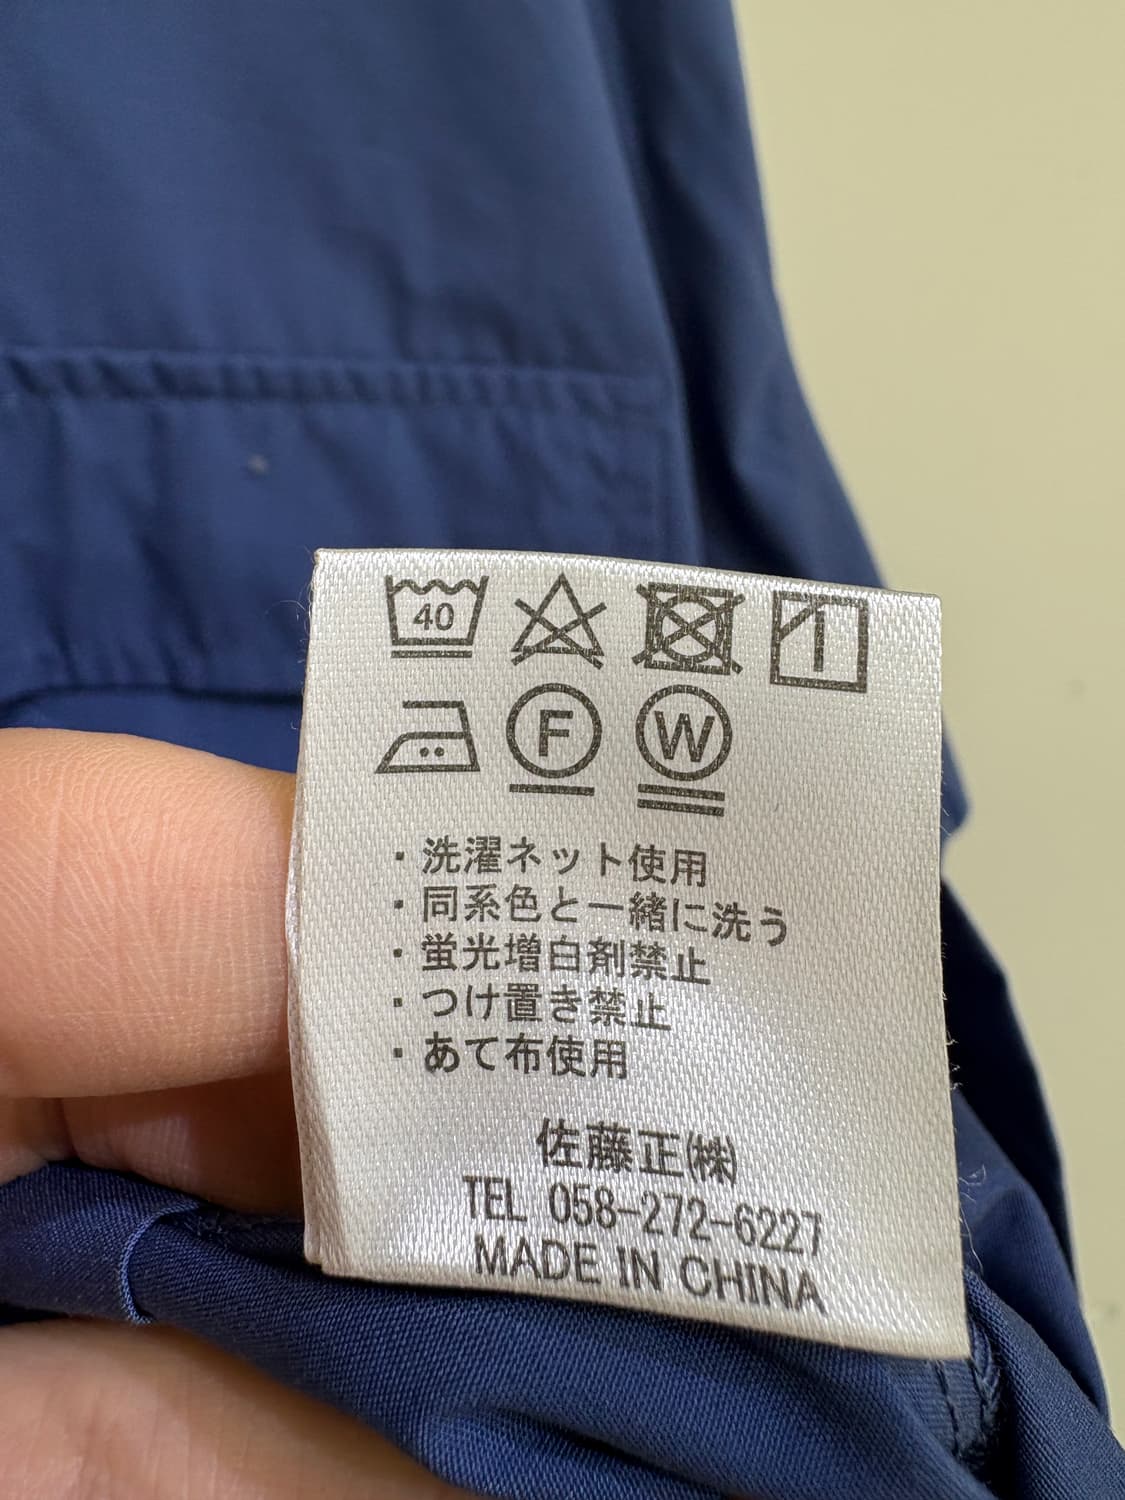 40
F W
・洗濯ネット使用
・同系色と一緒に洗う
・蛍光増白剤禁止
・つけ置き禁止
・あて布使用
佐藤正㈱
TEL 058-272-6227
MADE IN CHINA